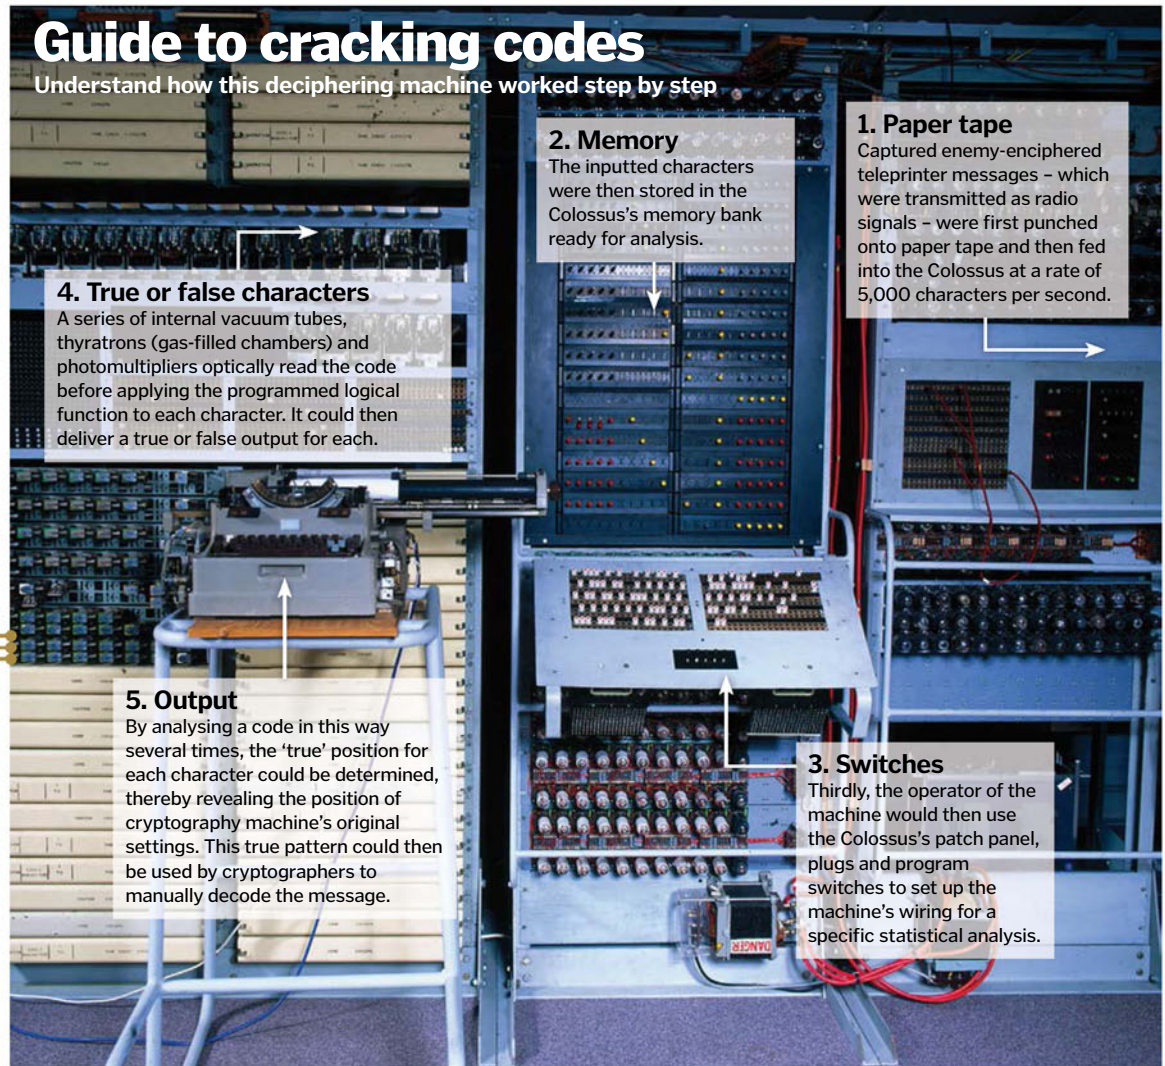 Guide to cracking codes
Understand how this deciphering machine worked step by step
1. Paper tape
Captured enemy-enciphered
teleprinter messages – which
were transmitted as radio
signals – were first punched
onto paper tape and then fed
into the Colossus at a rate of
5,000 characters per second.
2. Memory
The inputted characters
were then stored in the
Colossus's memory bank
ready for analysis.
3. Switches
Thirdly, the operator of the
machine would then use
the Colossus's patch panel,
plugs and program
switches to set up the
machine's wiring for a
specific statistical analysis.
4. True or false characters
A series of internal vacuum tubes,
thyratrons (gas-filled chambers) and
photomultipliers optically read the code
before applying the programmed logical
function to each character. It could then
deliver a true or false output for each.
5. Output
By analysing a code in this way
several times, the ‘true’ position for
each character could be determined,
thereby revealing the position of
cryptography machine's original
settings. This true pattern could then
be used by cryptographers to
manually decode the message.
DANGER